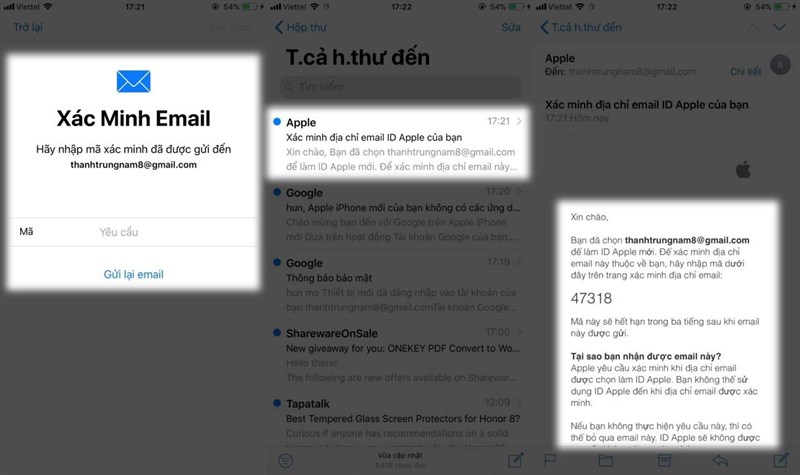 Viettel 17:21 54%
Trở lại Xác minh
Xác Minh Email
Hãy nhập mã xác minh đã được gửi đến
thanhtrungnam8@gmail.com
Mã Yêu cầu
Gửi lại email
Viettel 17:22 54%
Hộp thư Sửa
T.cả h.thư đến
Tìm kiếm
Apple 17:21
Xác minh địa chỉ email ID Apple của bạn
Xin chào, Bạn đã chọn thanhtrungnam8@gmail.com
để làm ID Apple mới. Để xác minh địa chỉ email này...
Google 17:20
hun, Apple iPhone mới của bạn không có các ứng d...
Chào mừng bạn đến với Google trên Apple iPhone
mới Dựa trên hoạt động Tài khoản Google của bạn,...
Google 17:19
Thông báo bảo mật
hun mo Thiết bị mới đã đăng nhập vào tài khoản của
bạn thanhtrungnam8@gmail.comTài khoản Google của...
SharewareOnSale 17:00
New giveaway for you: ONEKEY PDF Convert to Wo...
Hello there!
The following are new offers available on Shareware...
Tapatalk 12:09
Best Tempered Glass Screen Protectors for Honor 8?
Curious if anyone has recommendations on a solid
Vừa cập nhật
chưa đọc
Viettel 17:22 54%
T.cả h.thư đến
Apple
Đến: thanhtrungnam8@gmail.com Chi tiết
A
Xác minh địa chỉ email ID Apple của bạn
17:21 Hôm nay
Xin chào,
Bạn đã chọn thanhtrungnam8@gmail.com
để làm ID Apple mới. Để xác minh địa chỉ
email này thuộc về bạn, hãy nhập mã dưới
đây trên trang xác minh địa chỉ email:
47318
Mã này sẽ hết hạn trong ba tiếng sau khi email
này được gửi.
Tại sao bạn nhận được email này?
Apple yêu cầu xác minh khi địa chỉ email
được chọn làm ID Apple. Bạn không thể sử
dụng ID Apple đến khi địa chỉ email được xác
minh.
Nếu bạn không thực hiện yêu cầu này, thì có
thể bỏ qua email này. ID Apple sẽ không được